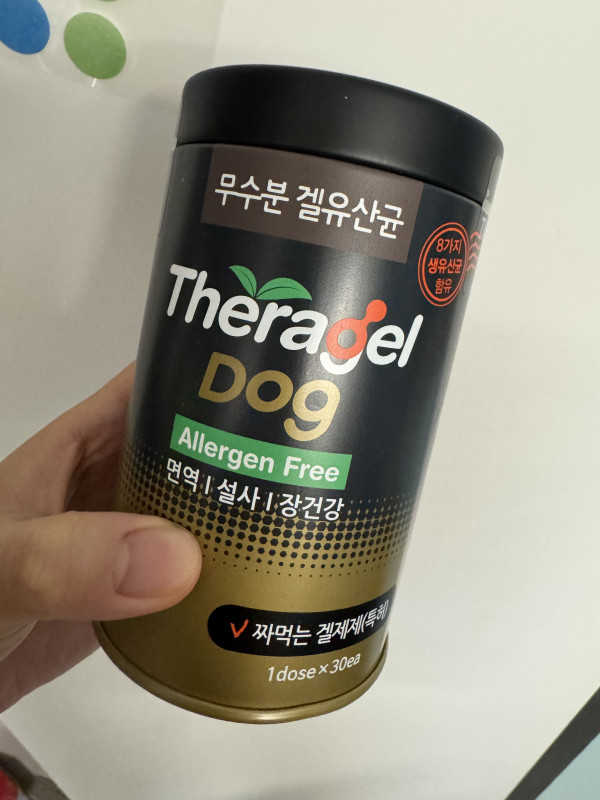 무수분 겔유산균
8가지
생유산균
함유
Theragel
Dog
Allergen Free
면역 | 설사 | 장건강
✓ 짜먹는 겔제제(특허)
1dose×30ea